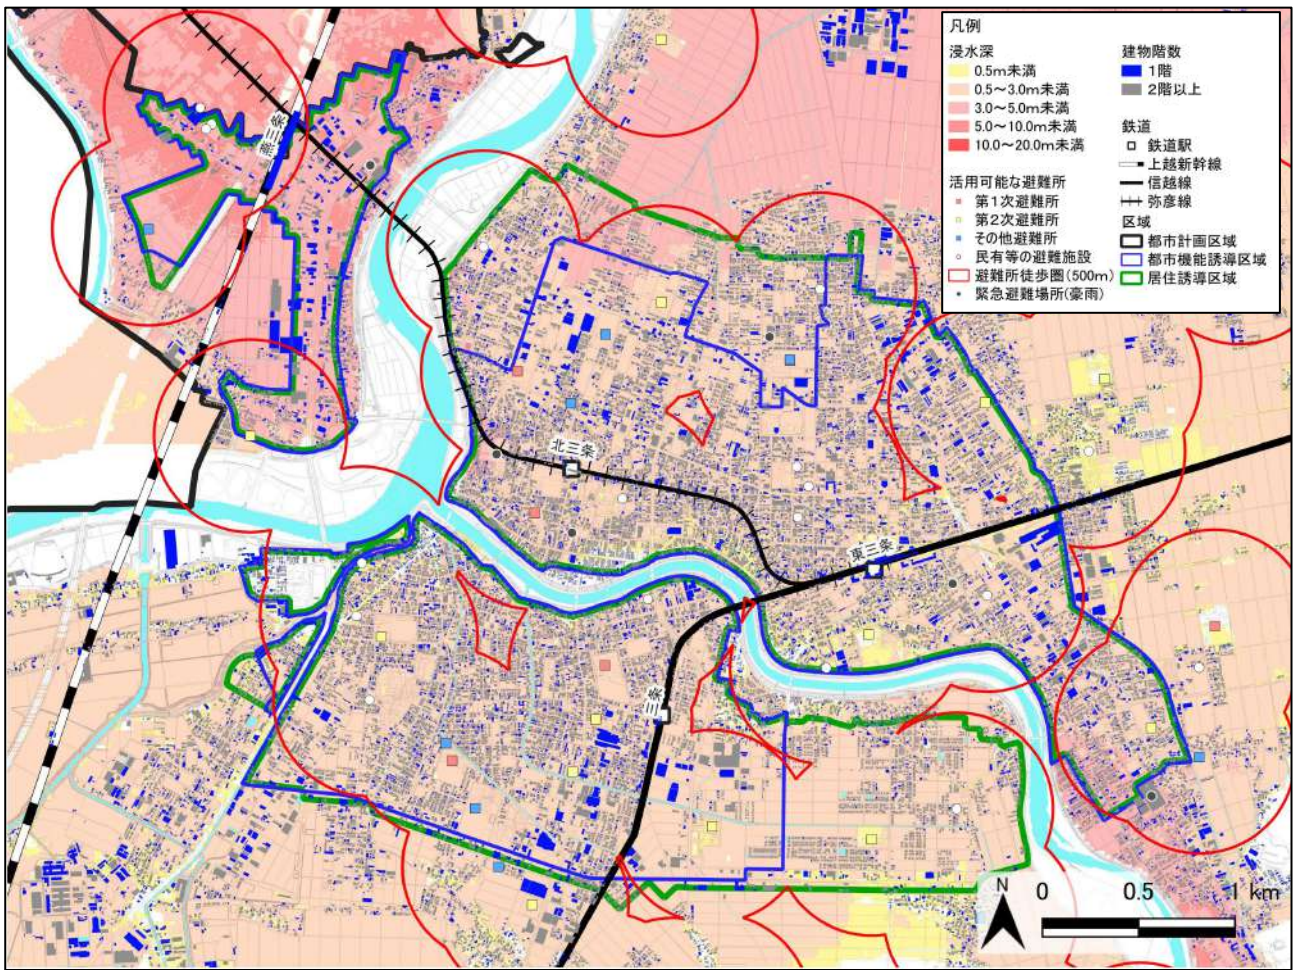 凡例
浸水深
0.5m未満
0.5～3.0m未満
3.0～5.0m未満
5.0～10.0m未満
10.0～20.0m未満
活用可能な避難所
第1次避難所
第2次避難所
その他避難所
民有等の避難施設
避難所徒歩圏(500m)
緊急避難場所(豪雨)
建物階数
1階
2階以上
鉄道
鉄道駅
上越新幹線
信越線
弥彦線
区域
都市計画区域
都市機能誘導区域
居住誘導区域
燕三条
北三条
東三条
三条
N
0 0.5 1 km